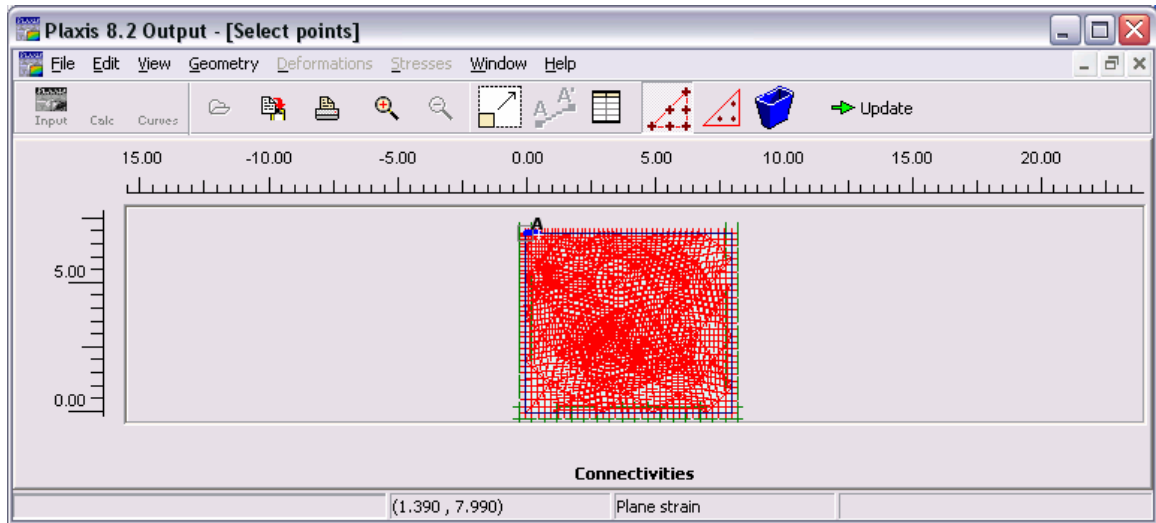 Plaxis 8.2 Output - [Select points]
File Edit View Geometry Deformations Stresses Window Help
Input Calc Curves Update
15.00 -10.00 -5.00 0.00 5.00 10.00 15.00 20.00
A
5.00
0.00
Connectivities
(1.390 , 7.990) Plane strain